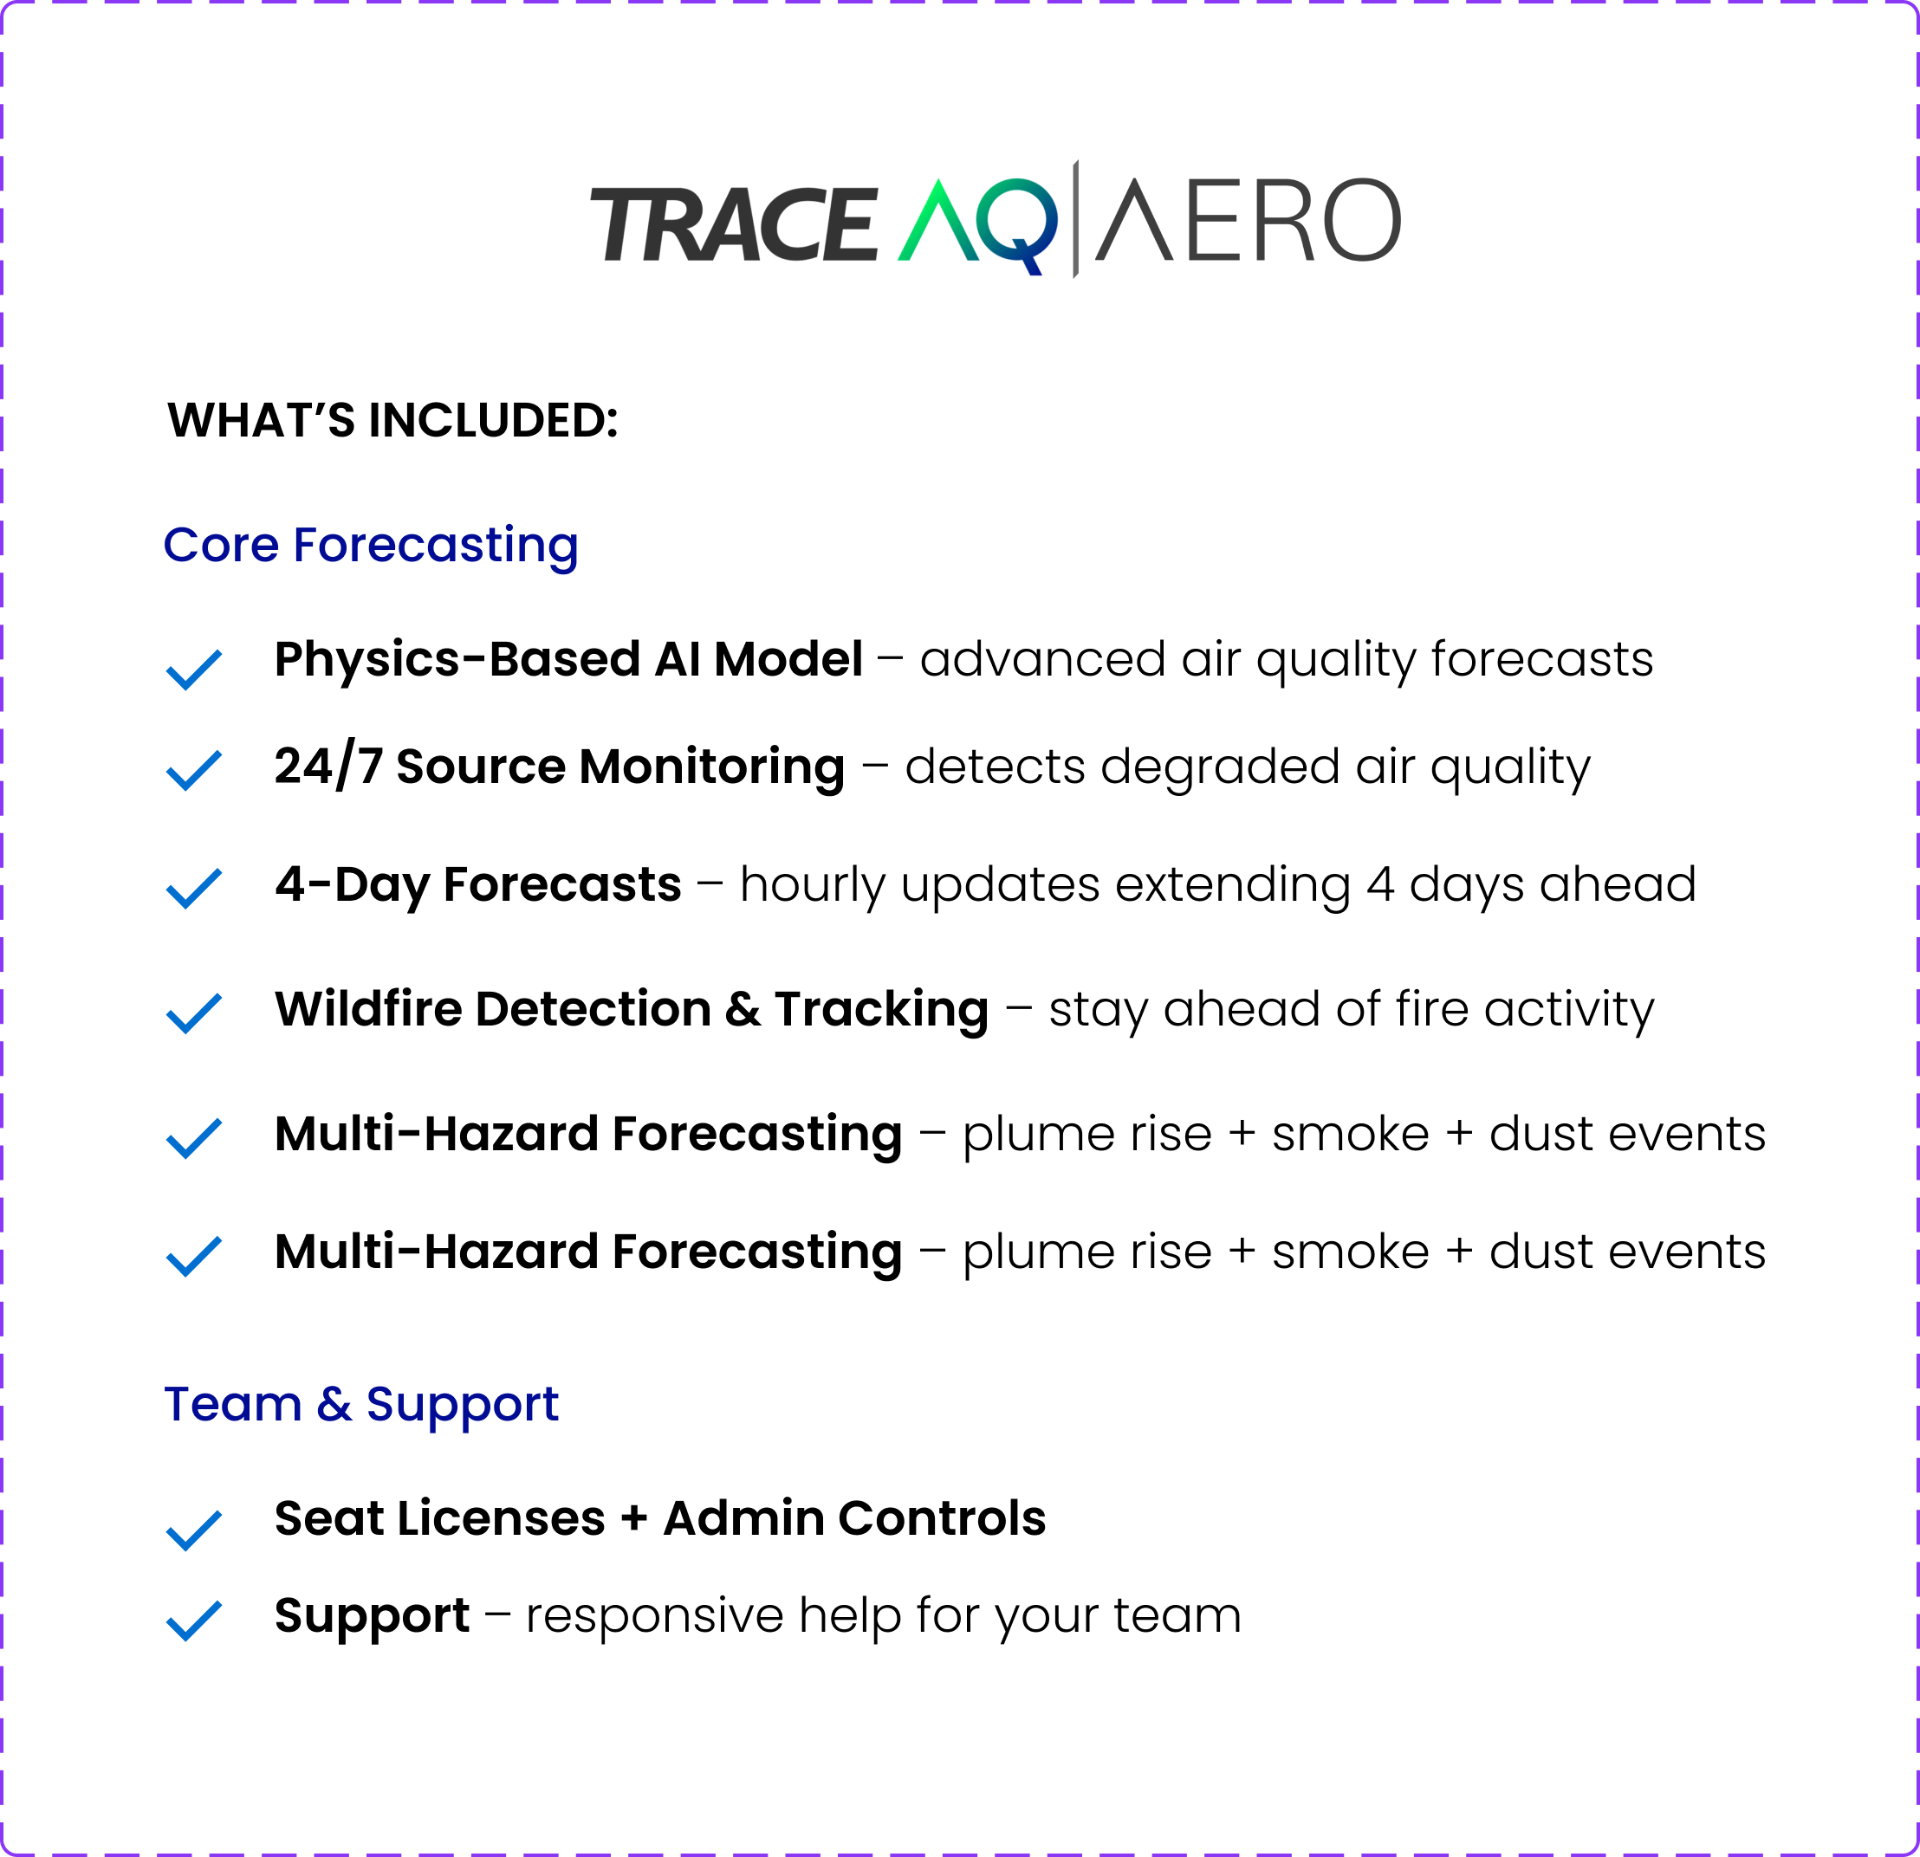 TRACE AQ|AERO
WHAT’S INCLUDED:
Core Forecasting
Physics-Based AI Model – advanced air quality forecasts
24/7 Source Monitoring – detects degraded air quality
4-Day Forecasts – hourly updates extending 4 days ahead
Wildfire Detection & Tracking – stay ahead of fire activity
Multi-Hazard Forecasting – plume rise + smoke + dust events
Multi-Hazard Forecasting – plume rise + smoke + dust events
Team & Support
Seat Licenses + Admin Controls
Support – responsive help for your team